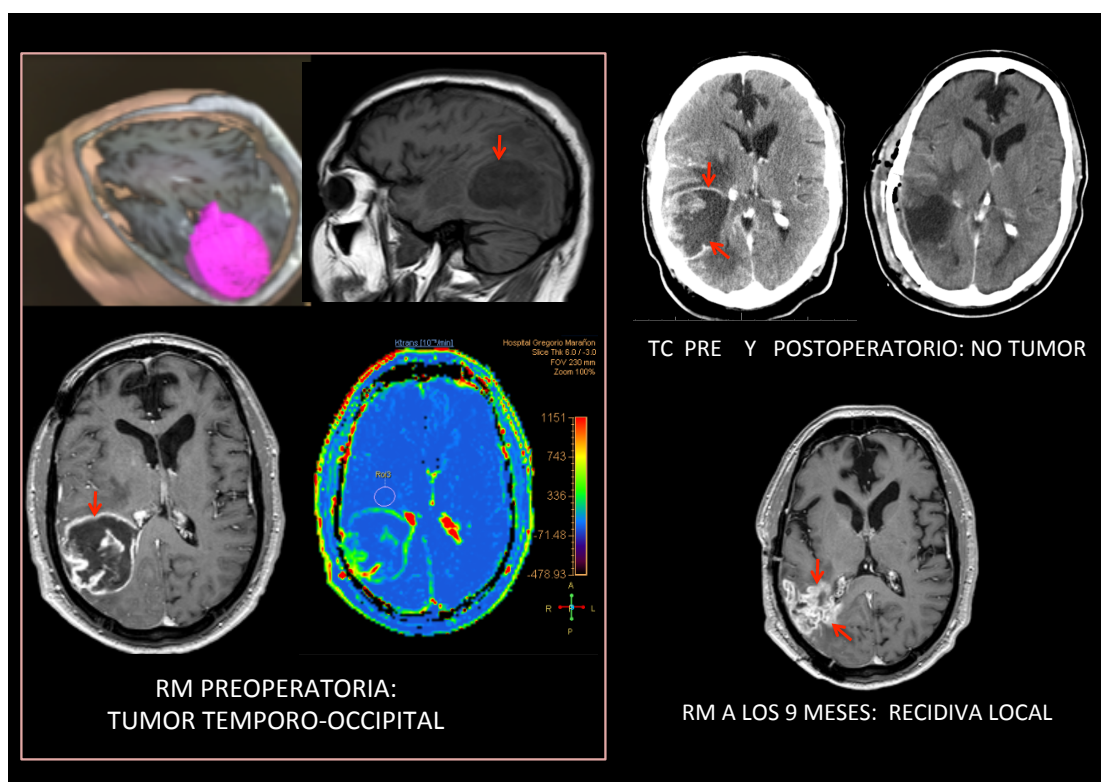 Ktrans [10⁻³/min]
Hospital Gregorio Marañon
Slice Thk 6.0 / -3.0
FOV 230 mm
Zoom 100%
1151
743
336
-71.48
-478.93
RoI3
A
R
L
P
RM PREOPERATORIA:
TUMOR TEMPORO-OCCIPITAL
TC PRE Y POSTOPERATORIO: NO TUMOR
RM A LOS 9 MESES: RECIDIVA LOCAL